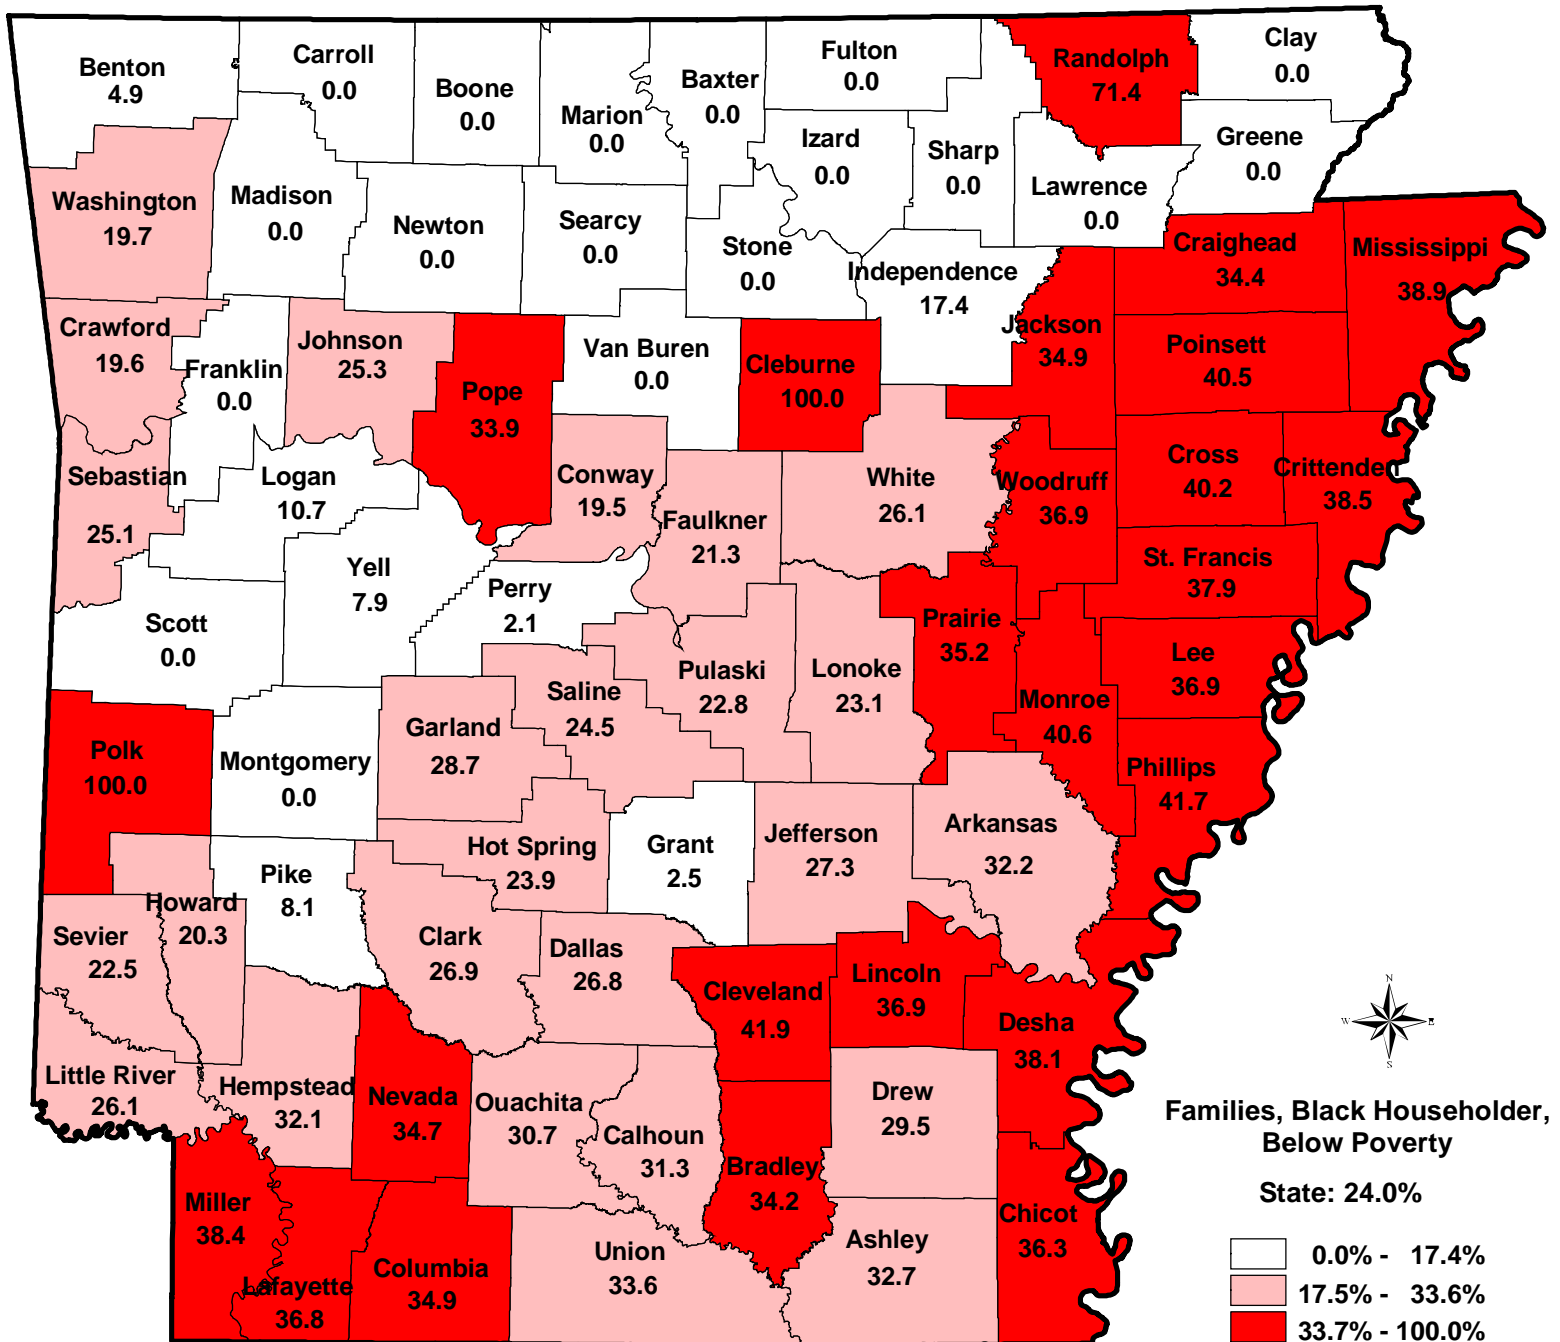 Benton
4.9
Carroll
0.0
Boone
0.0
Marion
0.0
Baxter
0.0
Fulton
0.0
Randolph
71.4
Clay
0.0
Izard
0.0
Sharp
0.0
Lawrence
0.0
Greene
0.0
Washington
19.7
Madison
0.0
Newton
0.0
Searcy
0.0
Stone
0.0
Independence
17.4
Craighead
34.4
Mississippi
38.9
Crawford
19.6
Franklin
0.0
Johnson
25.3
Pope
33.9
Van Buren
0.0
Cleburne
100.0
Jackson
34.9
Poinsett
40.5
Sebastian
25.1
Logan
10.7
Conway
19.5
Faulkner
21.3
White
26.1
Woodruff
36.9
Cross
40.2
Crittenden
38.5
Scott
0.0
Yell
7.9
Perry
2.1
Prairie
35.2
St. Francis
37.9
Polk
100.0
Montgomery
0.0
Garland
28.7
Saline
24.5
Pulaski
22.8
Lonoke
23.1
Monroe
40.6
Lee
36.9
Phillips
41.7
Hot Spring
23.9
Grant
2.5
Jefferson
27.3
Arkansas
32.2
Pike
8.1
Howard
20.3
Sevier
22.5
Clark
26.9
Dallas
26.8
Cleveland
41.9
Lincoln
36.9
Desha
38.1
Little River
26.1
Hempstead
32.1
Nevada
34.7
Ouachita
30.7
Calhoun
31.3
Bradley
34.2
Drew
29.5
Miller
38.4
Lafayette
36.8
Columbia
34.9
Union
33.6
Ashley
32.7
Chicot
36.3
N
W E
S
Families, Black Householder,
Below Poverty
State: 24.0%
0.0% - 17.4%
17.5% - 33.6%
33.7% - 100.0%